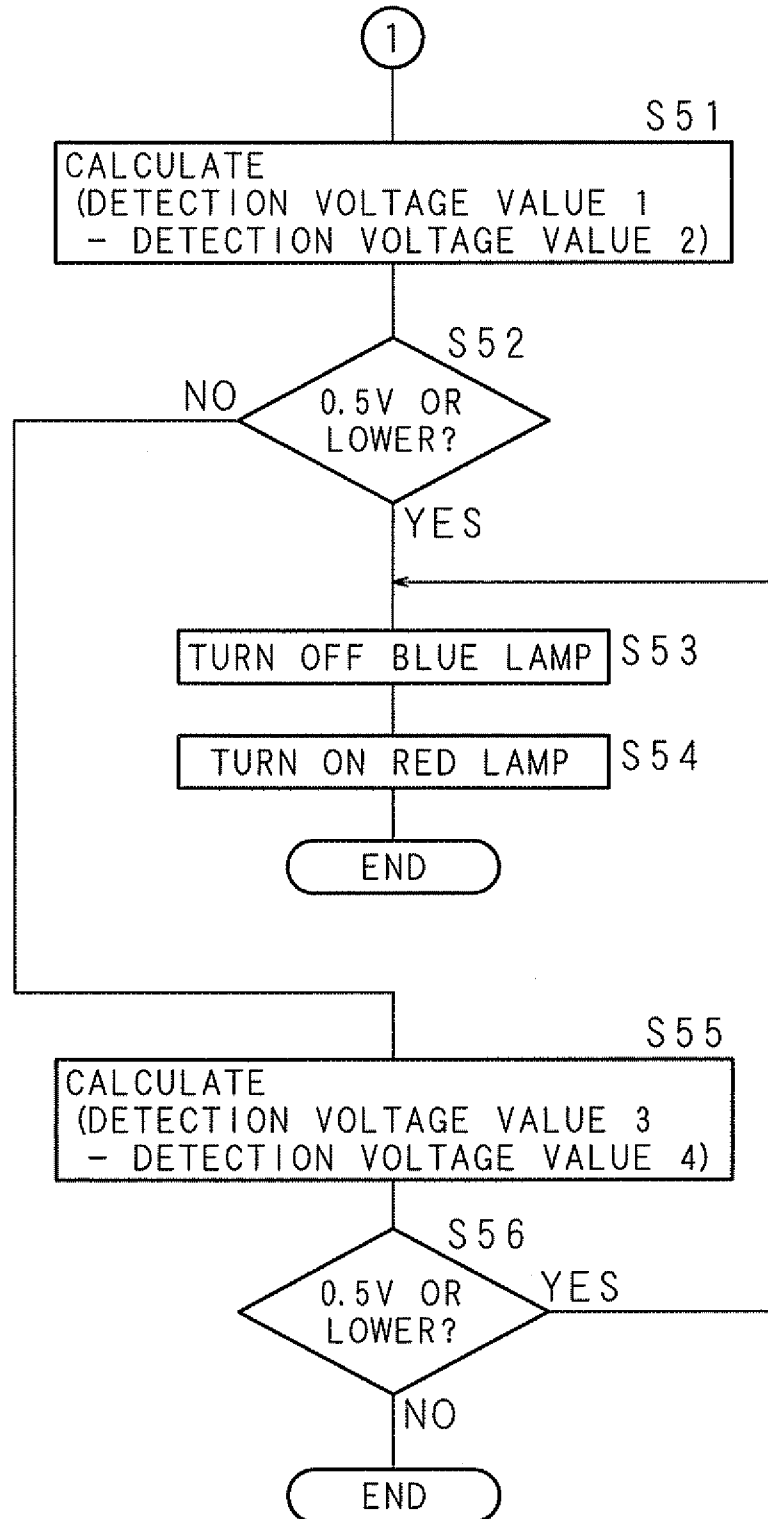 1
S51
CALCULATE
(DETECTION VOLTAGE VALUE 1
- DETECTION VOLTAGE VALUE 2)
S52
NO
0.5V OR
LOWER?
YES
TURN OFF BLUE LAMP
S53
TURN ON RED LAMP
S54
END
S55
CALCULATE
(DETECTION VOLTAGE VALUE 3
- DETECTION VOLTAGE VALUE 4)
S56
0.5V OR
LOWER?
YES
NO
END